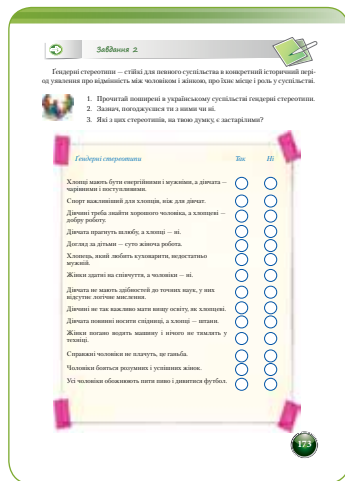 Завдання 2
Ґендерні стереотипи — стійкі для певного суспільства в конкретний історичний пері-
од уявлення про відмінність між чоловіком і жінкою, про їхнє місце і роль у суспільстві.
1. Прочитай поширені в українському суспільстві ґендерні стереотипи.
2. Зазнач, погоджуєшся ти з ними чи ні.
3. Які з цих стереотипів, на твою думку, є застарілими?
Ґендерні стереотипи Так Ні
Хлопці мають бути енергійними і мужніми, а дівчата —
чарівними і поступливими.
Спорт важливіший для хлопців, ніж для дівчат.
Дівчині треба знайти хорошого чоловіка, а хлопцеві —
добру роботу.
Дівчата прагнуть шлюбу, а хлопці — ні.
Догляд за дітьми — суто жіноча робота.
Хлопець, який любить куховарити, недостатньо
мужній.
Жінки здатні на співчуття, а чоловіки — ні.
Дівчата не мають здібностей до точних наук, у них
відсутнє логічне мислення.
Дівчині не так важливо мати вищу освіту, як хлопцеві.
Дівчата повинні носити спідниці, а хлопці — штани.
Жінки погано водять машину і нічого не тямлять у
техніці.
Справжні чоловіки не плачуть, це ганьба.
Чоловіки бояться розумних і успішних жінок.
Усі чоловіки обожнюють пити пиво і дивитися футбол.
173